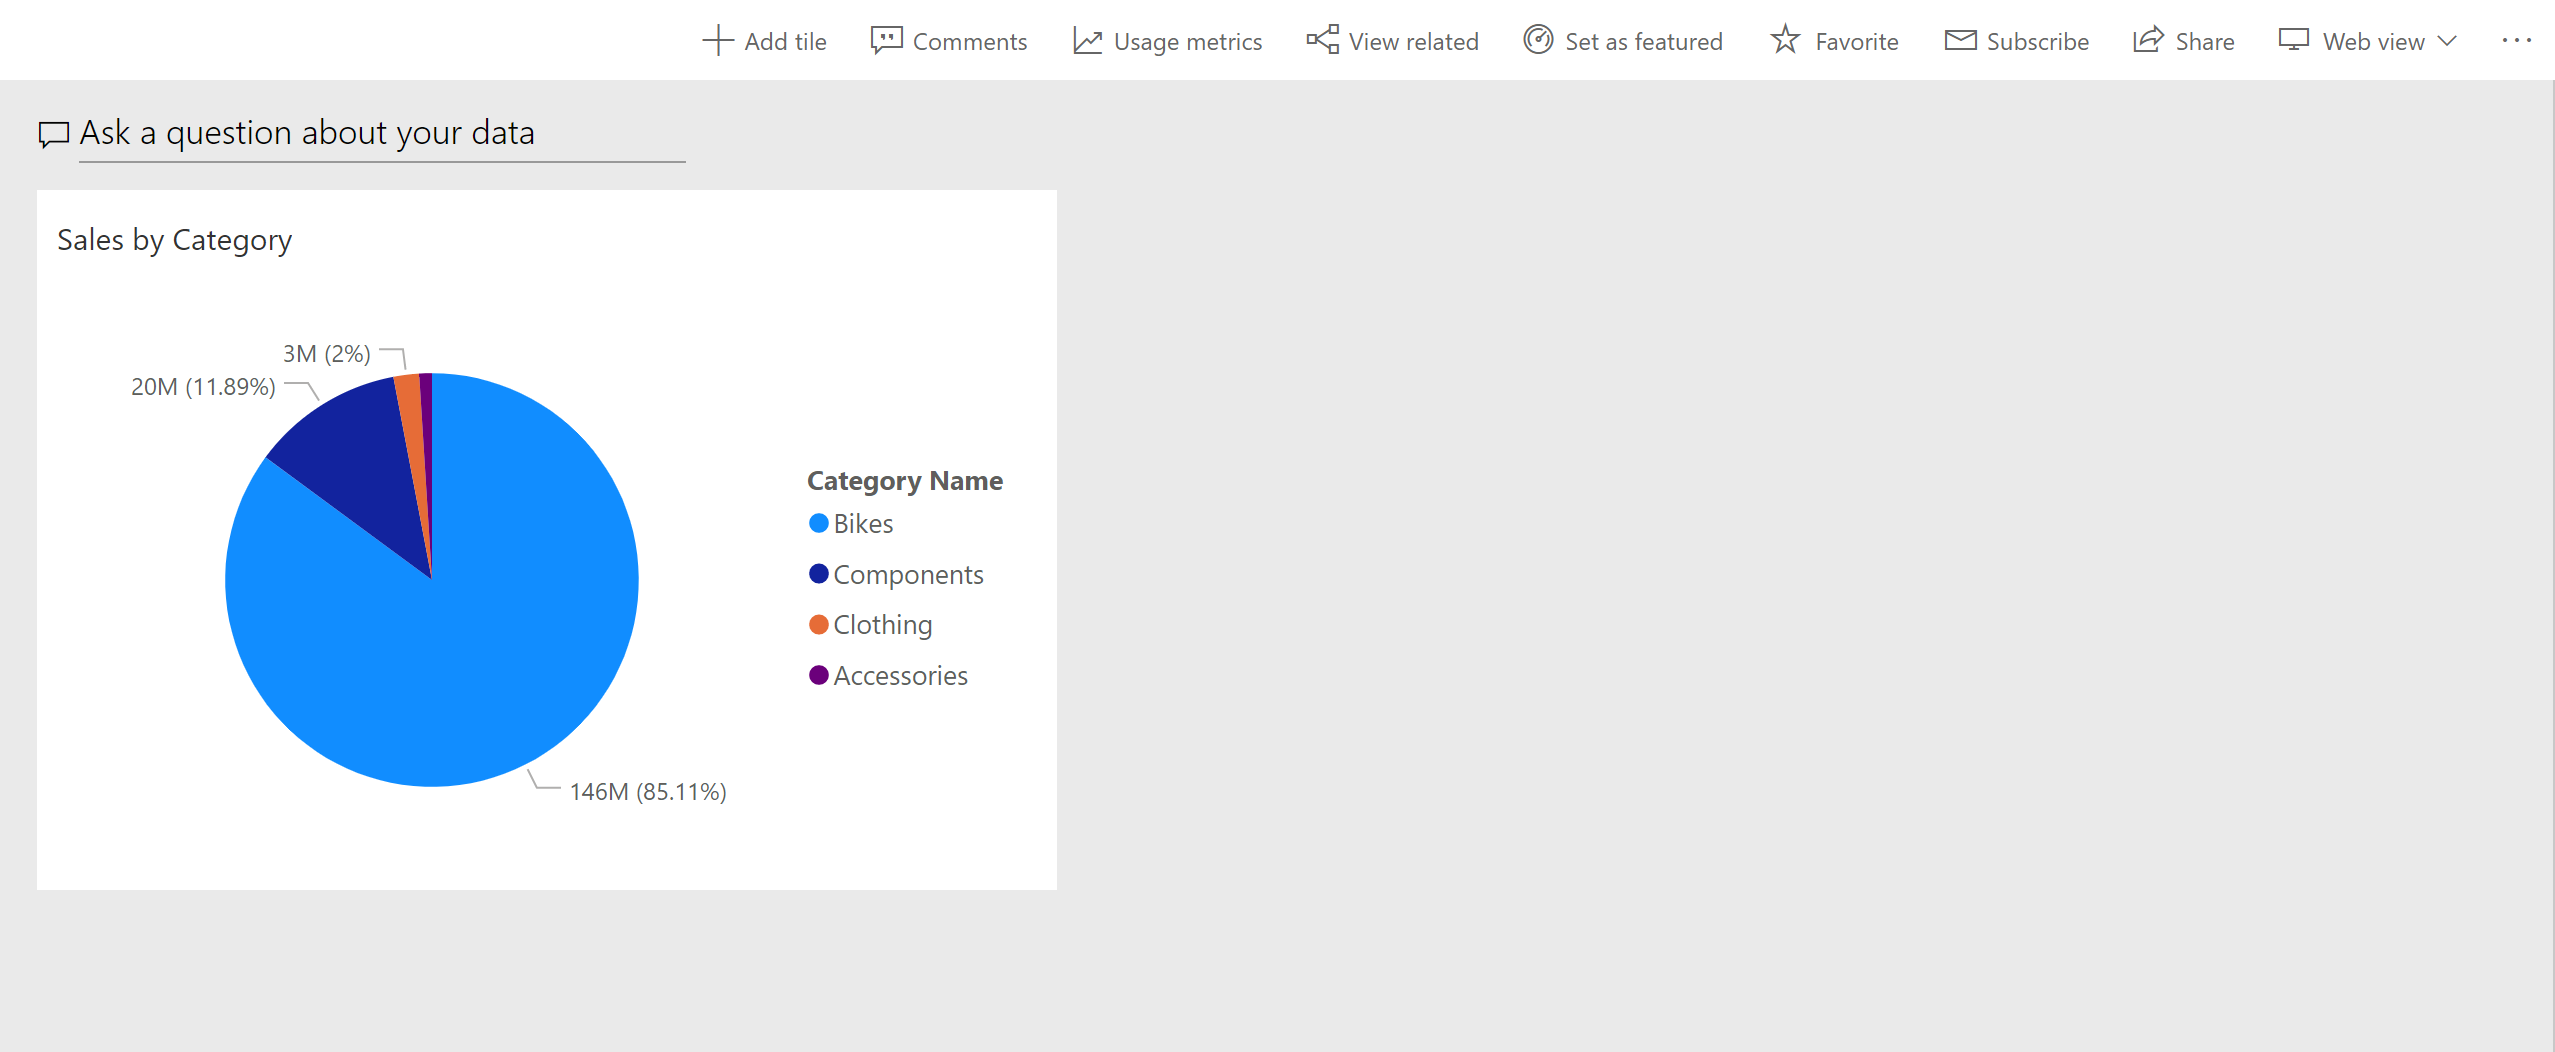 Add tile Comments Usage metrics View related Set as featured Favorite Subscribe Share Web view ...
Ask a question about your data
Sales by Category
3M (2%)
20M (11.89%)
146M (85.11%)
Category Name
Bikes
Components
Clothing
Accessories